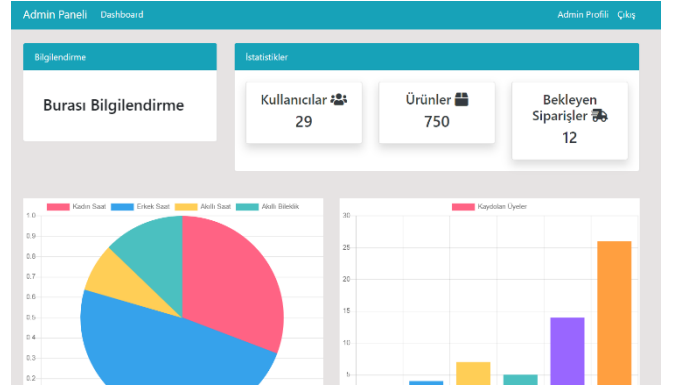 Admin Paneli Dashboard Admin Profili Çıkış
Bilgilendirme
Burası Bilgilendirme
İstatistikler
Kullanıcılar
29
Ürünler
750
Bekleyen
Siparişler
12
Kadın Saat Erkek Saat Akıllı Saat Akıllı Bileklik
1.0
0.9
0.8
0.7
0.6
0.5
0.4
0.3
0.2
Kaydolan Üyeler
30
25
20
15
10
5